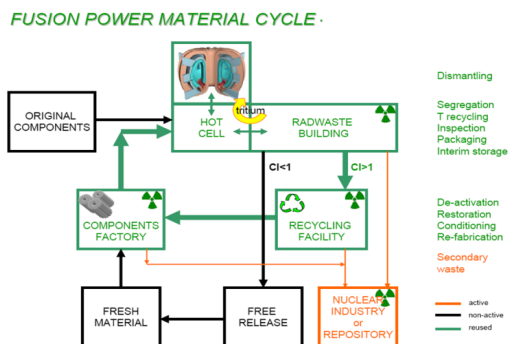 FUSION POWER MATERIAL CYCLE.
Dismantling
tritium
ORIGINAL
COMPONENTS
HOT
CELL
RADWASTE
BUILDING
Segregation
T recycling
Inspection
Packaging
Interim storage
CI<1
CI>1
COMPONENTS
FACTORY
RECYCLING
FACILITY
De-activation
Restoration
Conditioning
Re-fabrication
Secondary
waste
FRESH
MATERIAL
FREE
RELEASE
NUCLEAR
INDUSTRY
or
REPOSITORY
active
non-active
reused